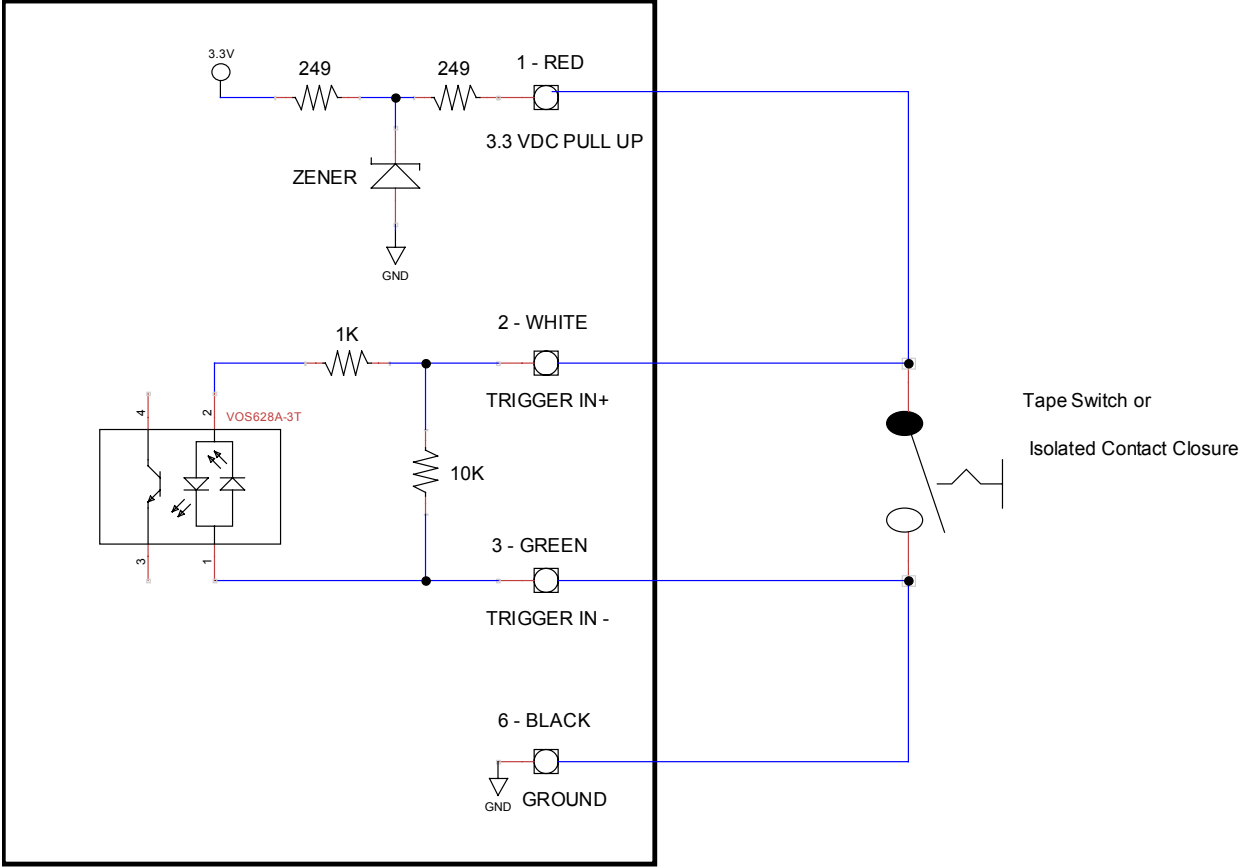 3.3V
249
249
1 - RED
3.3 VDC PULL UP
ZENER
GND
2 - WHITE
1K
TRIGGER IN+
4
2
VOS628A-3T
10K
3
1
3 - GREEN
TRIGGER IN -
Tape Switch or
Isolated Contact Closure
6 - BLACK
GND
GROUND